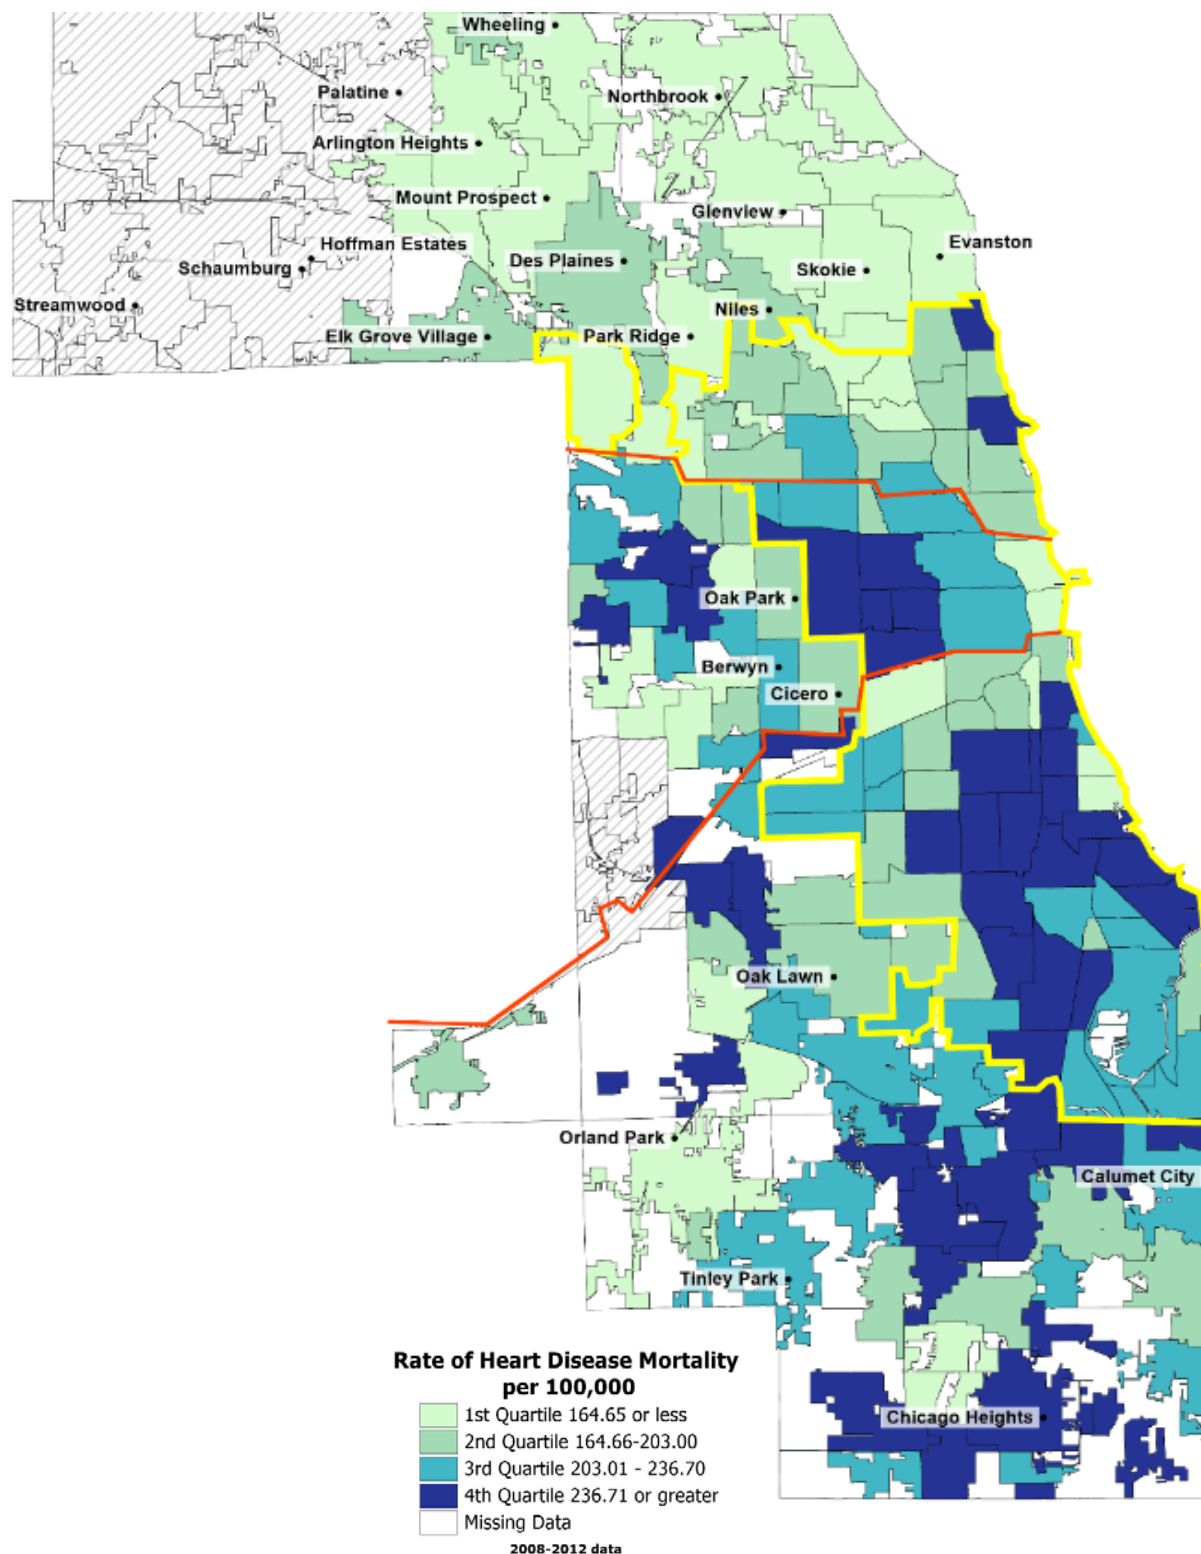 Wheeling
Palatine
Northbrook
Arlington Heights
Mount Prospect
Glenview
Evanston
Hoffman Estates
Des Plaines
Schaumburg
Skokie
Streamwood
Niles
Elk Grove Village
Park Ridge
Oak Park
Berwyn
Cicero
Oak Lawn
Orland Park
Calumet City
Tinley Park
Chicago Heights
Rate of Heart Disease Mortality
per 100,000
1st Quartile 164.65 or less
2nd Quartile 164.66-203.00
3rd Quartile 203.01 - 236.70
4th Quartile 236.71 or greater
Missing Data
2008-2012 data